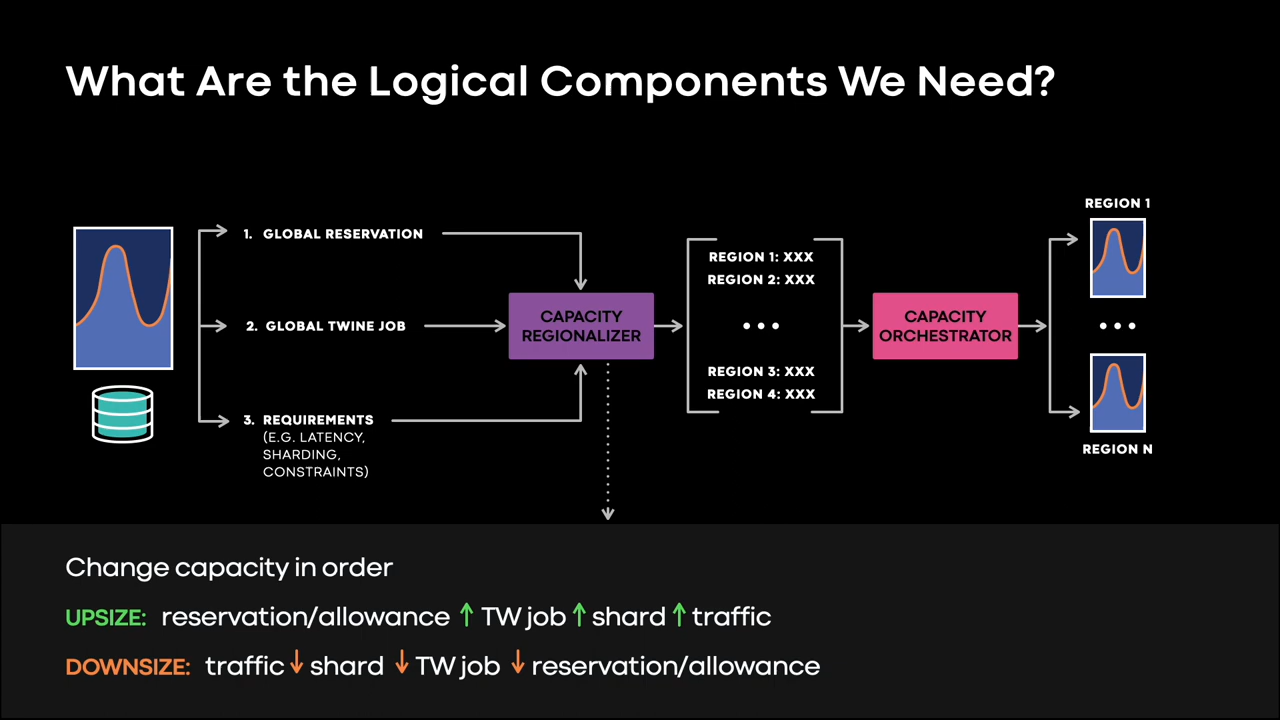 What Are the Logical Components We Need?
REGION 1
1. GLOBAL RESERVATION
REGION 1: XXX
REGION 2: XXX
2. GLOBAL TWINE JOB
CAPACITY
REGIONALIZER
•••
CAPACITY
ORCHESTRATOR
•••
REGION 3: XXX
REGION 4: XXX
3. REQUIREMENTS
(E.G. LATENCY,
SHARDING,
CONSTRAINTS)
REGION N
Change capacity in order
UPSIZE: reservation/allowance ↑ TW job ↑ shard ↑ traffic
DOWNSIZE: traffic ↓ shard ↓ TW job ↓ reservation/allowance